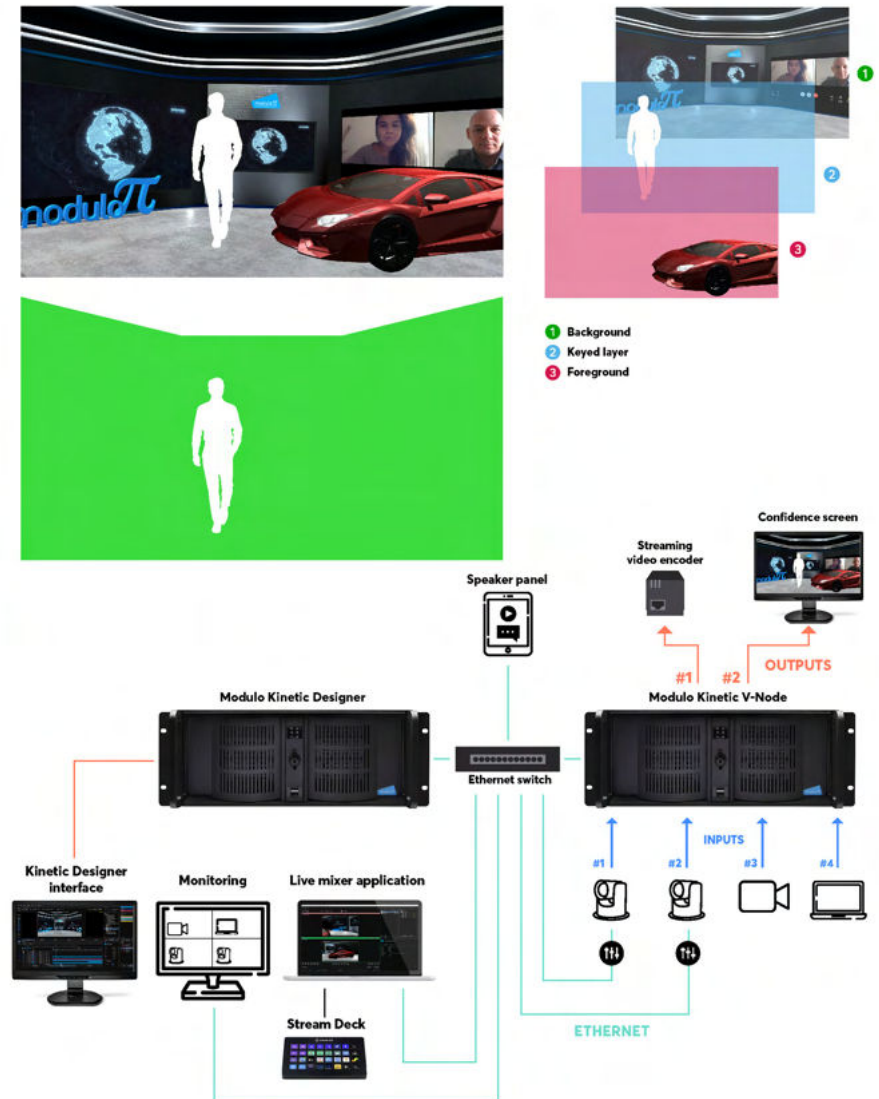 moduloπ
1
moduloπ
2
3
1 Background
2 Keyed layer
3 Foreground
Confidence screen
Streaming
video encoder
Speaker panel
OUTPUTS
#1
#2
Modulo Kinetic Designer
Modulo Kinetic V-Node
Ethernet switch
INPUTS
#1
#2
#3
#4
Kinetic Designer
interface
Monitoring
Live mixer application
Stream Deck
ETHERNET